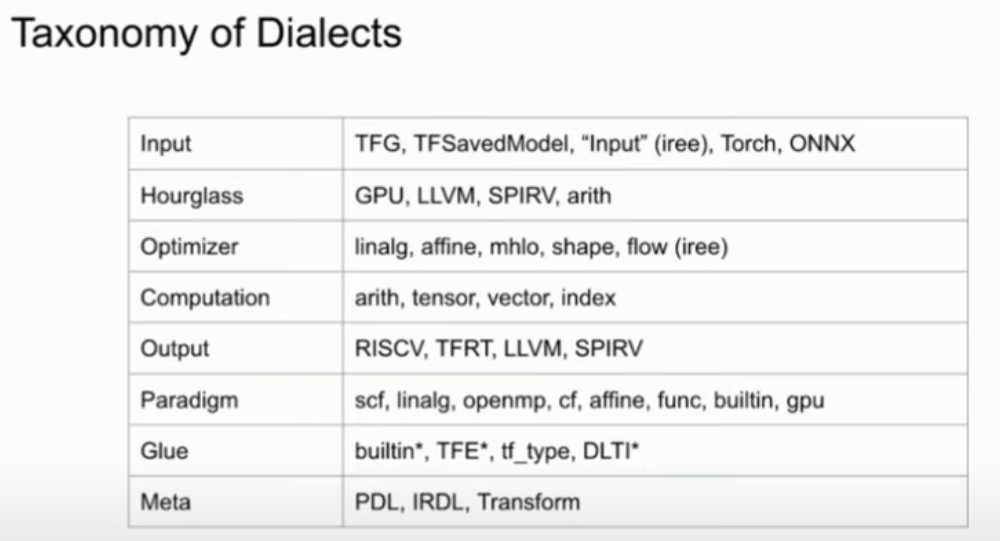 Taxonomy of Dialects
Input TFG, TFSavedModel, “Input” (iree), Torch, ONNX
Hourglass GPU, LLVM, SPIRV, arith
Optimizer linalg, affine, mhlo, shape, flow (iree)
Computation arith, tensor, vector, index
Output RISCV, TFRT, LLVM, SPIRV
Paradigm scf, linalg, openmp, cf, affine, func, builtin, gpu
Glue builtin*, TFE*, tf_type, DLTI*
Meta PDL, IRDL, Transform